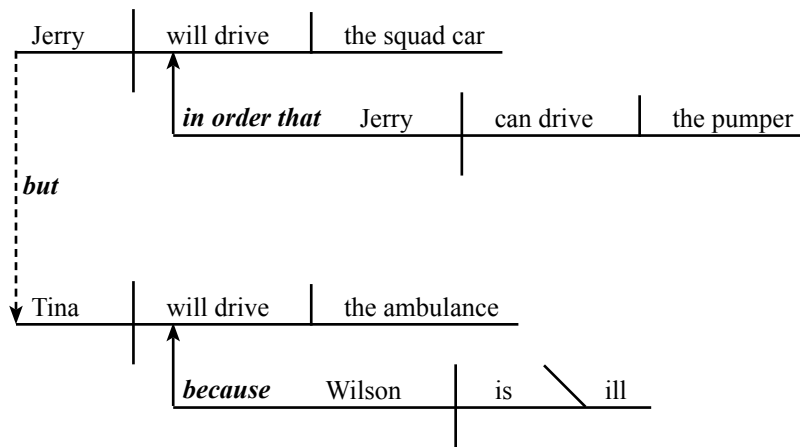 Jerry will drive the squad car
in order that Jerry can drive the pumper
but
Tina will drive the ambulance
because Wilson is ill